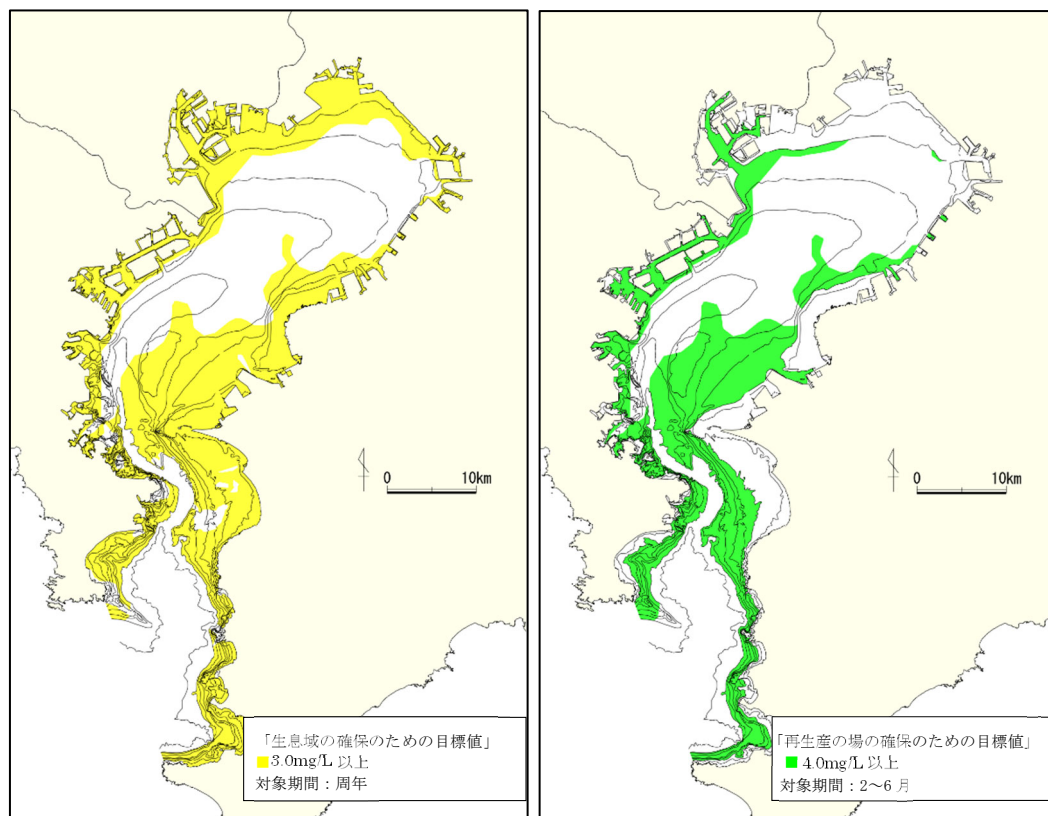 0
10km
「生息域の確保のための目標値」
3.0mg/L 以上
対象期間：周年
0
10km
「再生産の場の確保のための目標値」
4.0mg/L 以上
対象期間：2～6 月